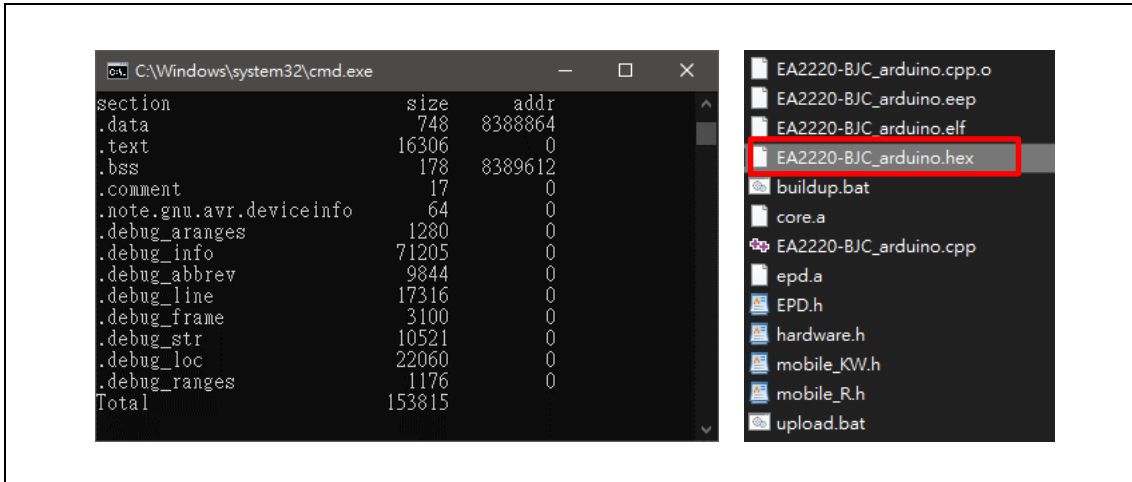 C:\Windows\system32\cmd.exe
section size addr
.data 748 8388864
.text 16306 0
.bss 178 8389612
.comment 17 0
.note.gnu.avr.deviceinfo 64 0
.debug_aranges 1280 0
.debug_info 71205 0
.debug_abbrev 9844 0
.debug_line 17316 0
.debug_frame 3100 0
.debug_str 10521 0
.debug_loc 22060 0
.debug_ranges 1176 0
Total 153815
EA2220-BJC_arduino.cpp.o
EA2220-BJC_arduino.eep
EA2220-BJC_arduino.elf
EA2220-BJC_arduino.hex
buildup.bat
core.a
EA2220-BJC_arduino.cpp
epd.a
EPD.h
hardware.h
mobile_KW.h
mobile_R.h
upload.bat